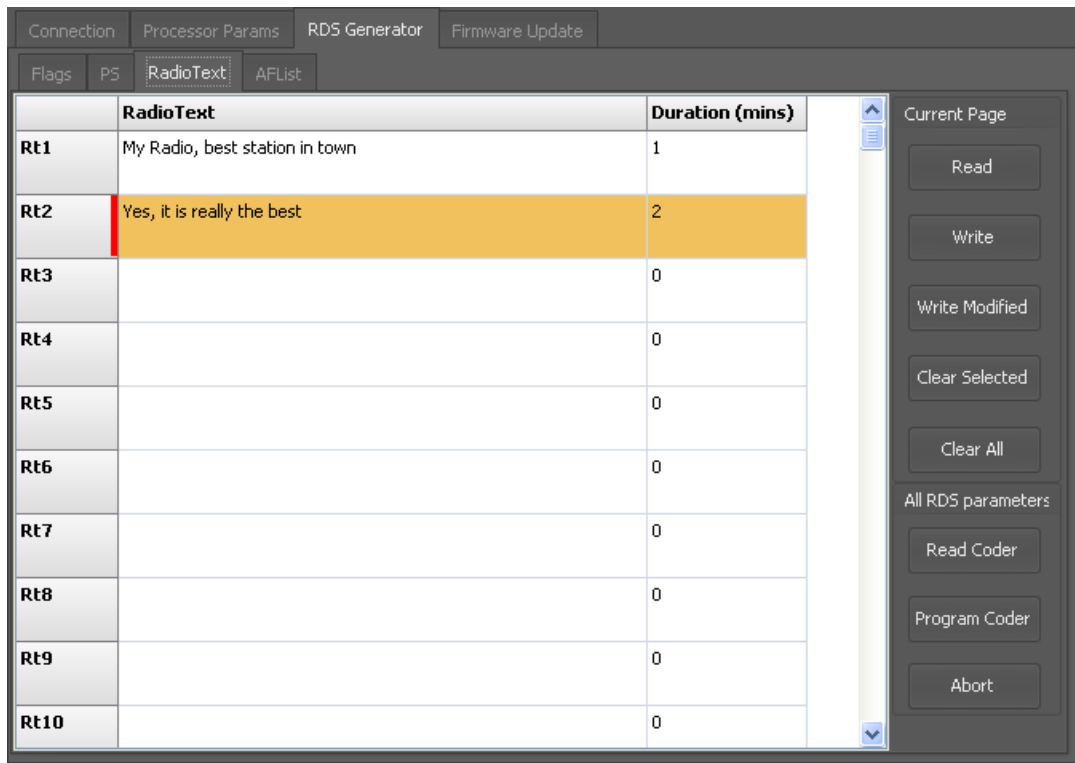 Connection Processor Params RDS Generator Firmware Update
Flags PS RadioText AFList
RadioText Duration (mins)
Rt1 My Radio, best station in town 1
Rt2 Yes, it is really the best 2
Rt3 0
Rt4 0
Rt5 0
Rt6 0
Rt7 0
Rt8 0
Rt9 0
Rt10 0
Current Page
Read
Write
Write Modified
Clear Selected
Clear All
All RDS parameters
Read Coder
Program Coder
Abort